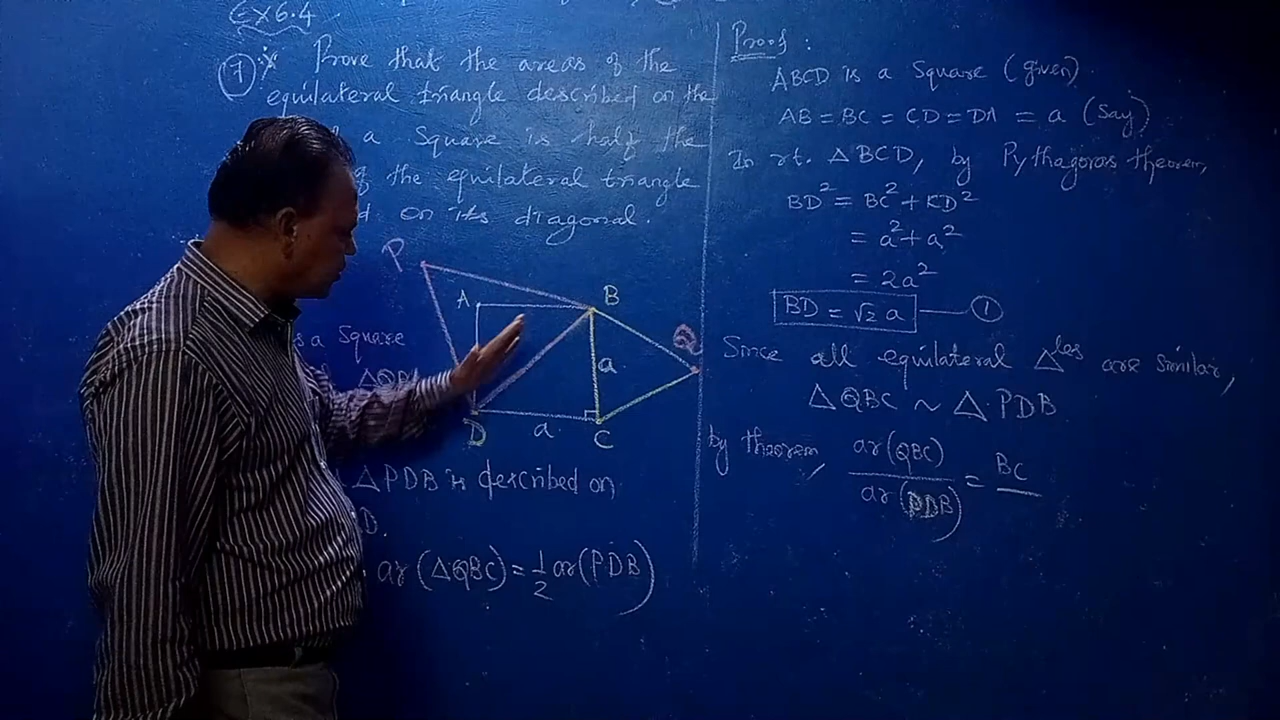 Ex 6.4
7 Prove that the areas of the
equilateral triangle described on the
a Square is half the
the equilateral triangle
on its diagonal.
P
A
B
Q
a
D
a
C
a Square
ΔQB
ΔPDB is described on
D.
ar(ΔQBC) = 1/2 ar(PDB)
Proof :
ABCD is a Square (given)
AB = BC = CD = DA = a (Say)
In rt. ΔBCD, by Pythagoras theorem,
BD² = BC² + CD²
= a² + a²
= 2a²
BD = √2 a — 1
Since all equilateral Δles are similar,
ΔQBC ~ Δ PDB
by theorem, ar(QBC)/ar(PDB) = BC